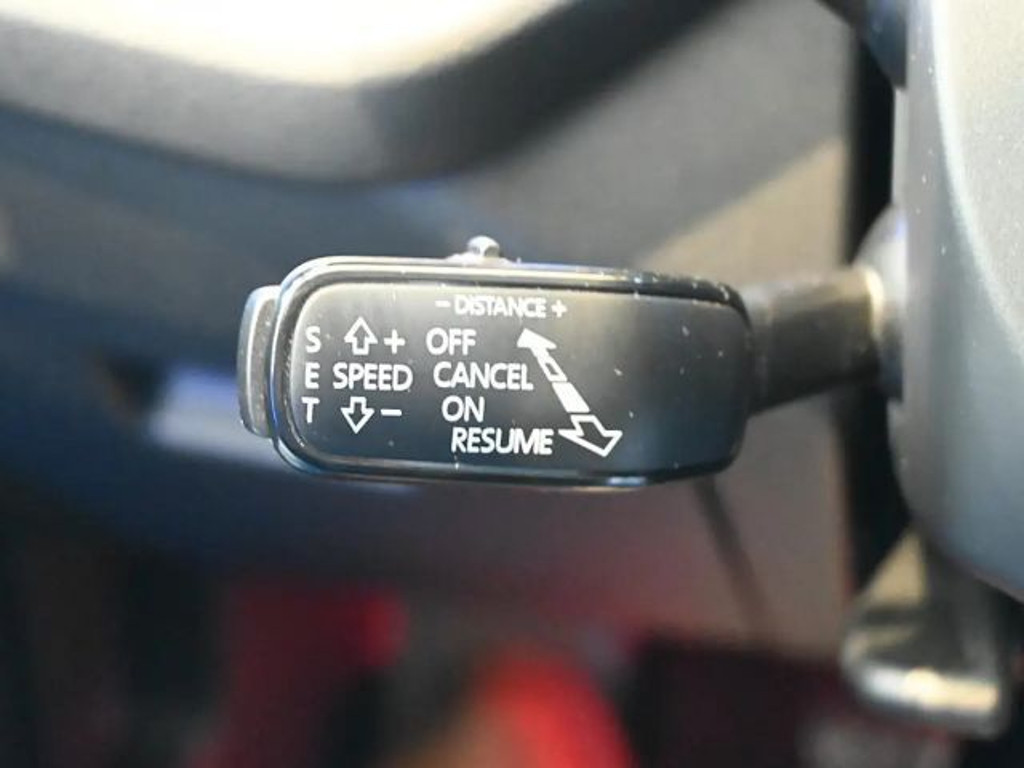 - DISTANCE +
S + OFF
E SPEED CANCEL
T - ON
RESUME